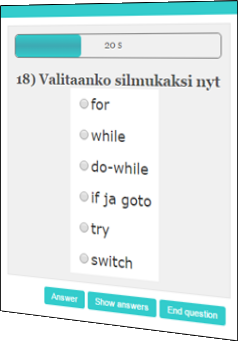 20 s
18) Valitaanko silmukaksi nyt
for
while
do-while
if ja goto
try
switch
Answer
Show answers
End question